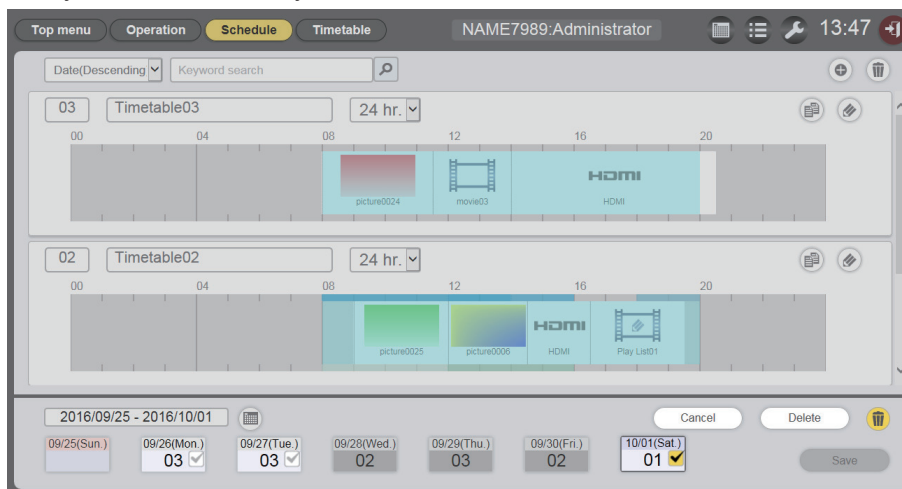 Top menu Operation Schedule Timetable NAME7989:Administrator 13:47
Date(Descending Keyword search
03 Timetable03 24 hr.
00 04 08 12 16 20
HDMI
picture0024 movie03 HDMI
02 Timetable02 24 hr.
00 04 08 12 16 20
HDMI
picture0025 picture0006 HDMI Play List01
2016/09/25 - 2016/10/01 Cancel Delete
09/25(Sun.) 09/26(Mon.) 09/27(Tue.) 09/28(Wed.) 09/29(Thu.) 09/30(Fri.) 10/01(Sat.)
03 03 02 03 02 01 Save